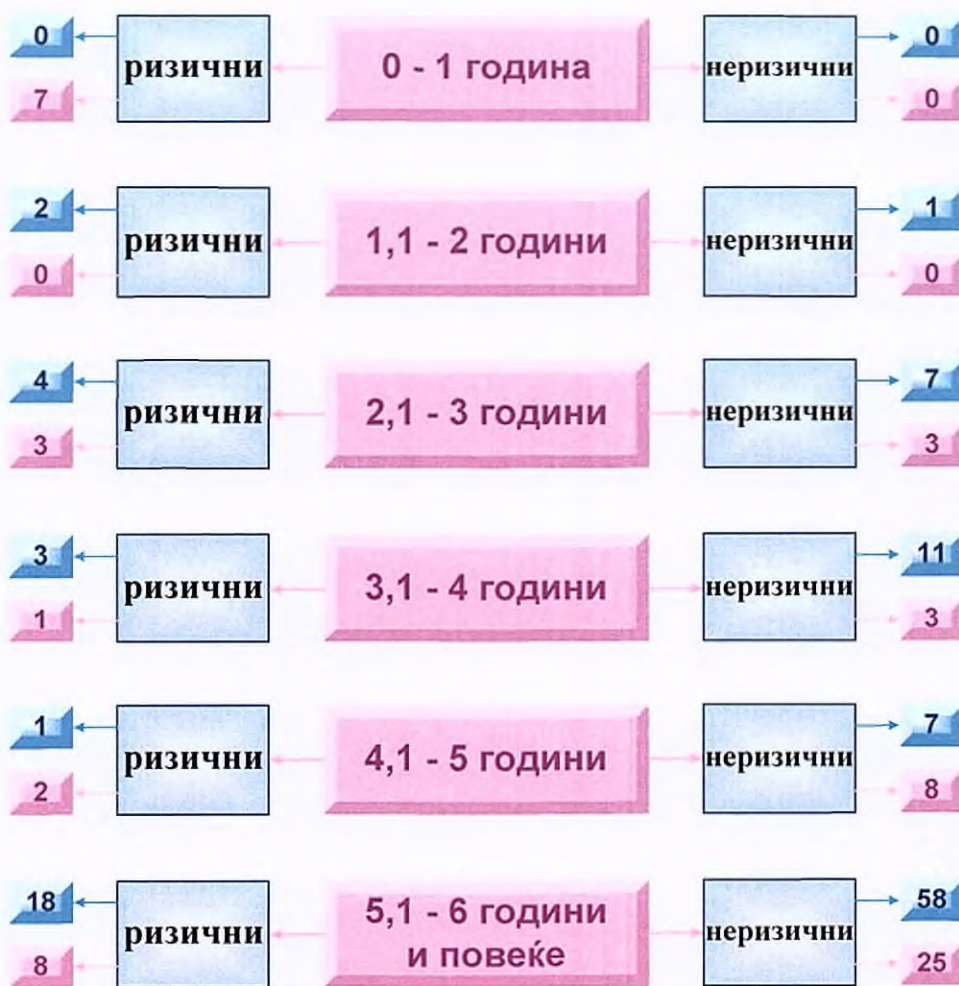 0
ризични
0 - 1 година
неризични
0
7
0
2
ризични
1,1 - 2 години
неризични
1
0
0
4
ризични
2,1 - 3 години
неризични
7
3
3
3
ризични
3,1 - 4 години
неризични
11
1
3
1
ризични
4,1 - 5 години
неризични
7
2
8
18
ризични
5,1 - 6 години
и повеќе
неризични
58
8
25